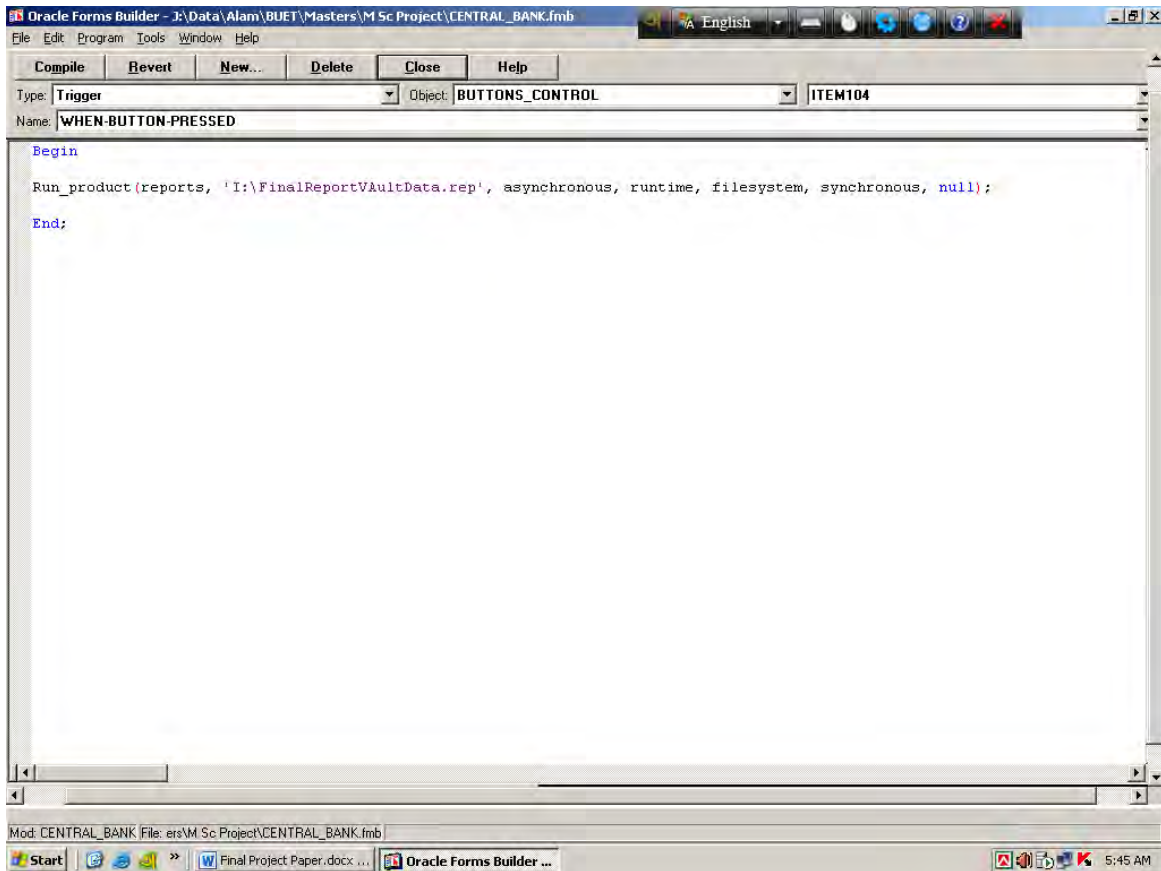 Oracle Forms Builder - J:\Data\Alam\BUET\Masters\M Sc Project\CENTRAL_BANK.fmb
English
File Edit Program Tools Window Help
Compile Revert New... Delete Close Help
Type: Trigger Object: BUTTONS_CONTROL ITEM104
Name: WHEN-BUTTON-PRESSED
Begin
Run_product(reports, 'I:\FinalReportVAultData.rep', asynchronous, runtime, filesystem, synchronous, null);
End;
Mod: CENTRAL_BANK File: ers\M Sc Project\CENTRAL_BANK.fmb
Start » Final Project Paper.docx ... Oracle Forms Builder ... 5:45 AM